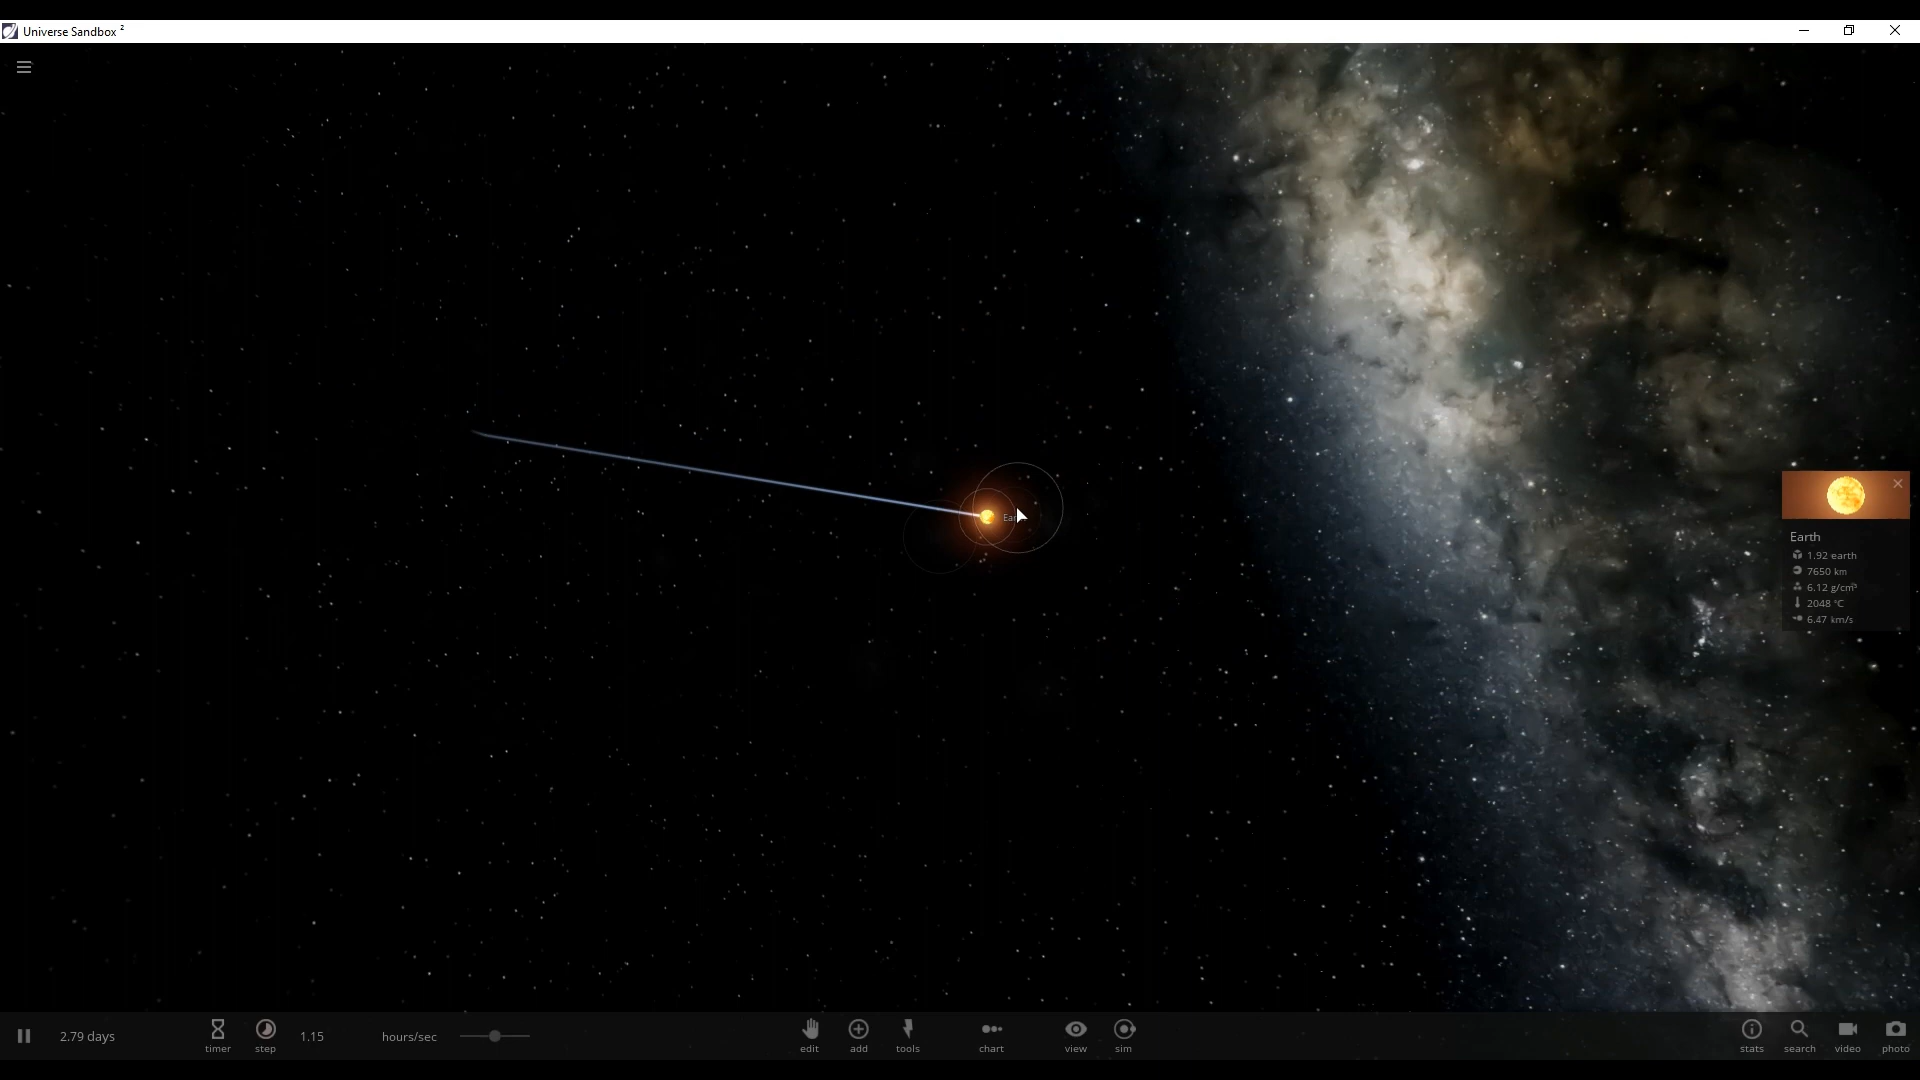 Universe Sandbox ²
Earth
1.92 earth
7650 km
6.12 g/cm³
2048 °C
6.47 km/s
2.79 days
timer
step
1.15
hours/sec
edit
add
tools
chart
view
sim
stats
search
video
photo